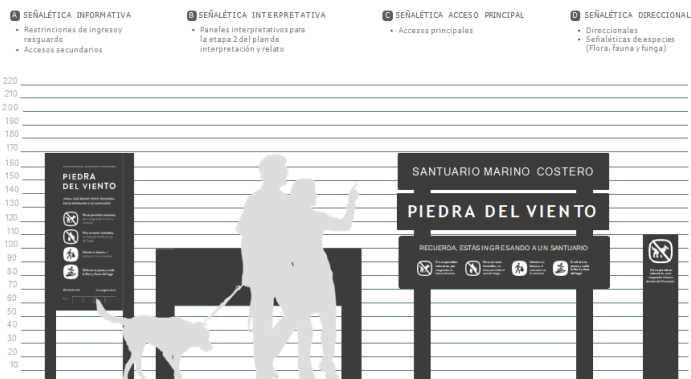 A SEÑALÉTICA INFORMATIVA
• Restrinciones de ingresoy
resguardo
• Accesos secundarios
B SEÑALÉTICA INTERPRETATIVA
• Paneles interpretativos para
la etapa 2 del plan de
interpretación y relato
C SEÑALÉTICA ACCESO PRINCIPAL
• Accesos principales
D SEÑALÉTICA DIRECCIONAL
• Direccionales
• Señaléticas de especies
(Flora, fauna y funga)
220
210
200
190
180
170
160
150
140
130
120
110
100
90
80
70
60
50
40
30
20
10
PIEDRA
DEL VIENTO
SANTUARIO MARINO COSTERO
PIEDRA DEL VIENTO
RECUERDA, ESTÁS INGRESANDO A UN SANTUARIO